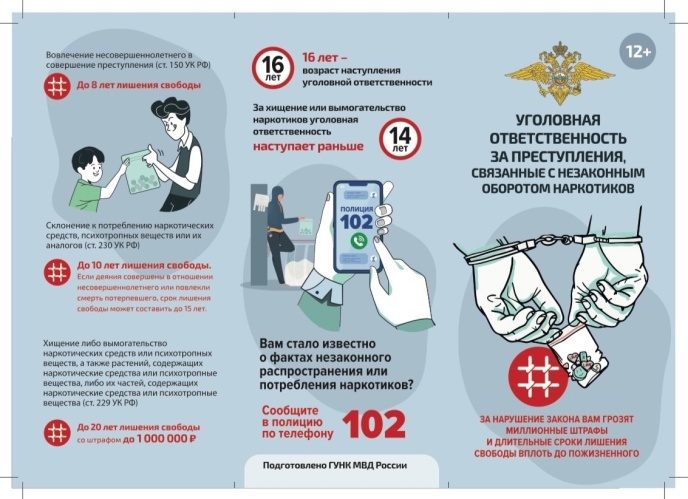 Вовлечение несовершеннолетнего в
совершение преступления (ст. 150 УК РФ)
До 8 лет лишения свободы
Склонение к потреблению наркотических
средств, психотропных веществ или их
аналогов (ст. 230 УК РФ)
До 10 лет лишения свободы.
Если деяния совершены в отношении
несовершеннолетнего или повлекли
смерть потерпевшего, срок лишения
свободы может составить до 15 лет.
Хищение либо вымогательство
наркотических средств или психотропных
веществ, а также растений, содержащих
наркотические средства или психотропные
вещества, либо их частей, содержащих
наркотические средства или психотропные
вещества (ст. 229 УК РФ)
До 20 лет лишения свободы
со штрафом до 1 000 000 ₽
16
лет
16 лет –
возраст наступления
уголовной ответственности
За хищение или вымогательство
наркотиков уголовная
ответственность
наступает раньше
14
лет
ПОЛИЦИЯ
102
Вам стало известно
о фактах незаконного
распространения или
потребления наркотиков?
Сообщите
в полицию
по телефону
102
Подготовлено ГУНК МВД России
12+
УГОЛОВНАЯ
ОТВЕТСТВЕННОСТЬ
ЗА ПРЕСТУПЛЕНИЯ,
СВЯЗАННЫЕ С НЕЗАКОННЫМ
ОБОРОТОМ НАРКОТИКОВ
ЗА НАРУШЕНИЕ ЗАКОНА ВАМ ГРОЗЯТ
МИЛЛИОННЫЕ ШТРАФЫ
И ДЛИТЕЛЬНЫЕ СРОКИ ЛИШЕНИЯ
СВОБОДЫ ВПЛОТЬ ДО ПОЖИЗНЕННОГО